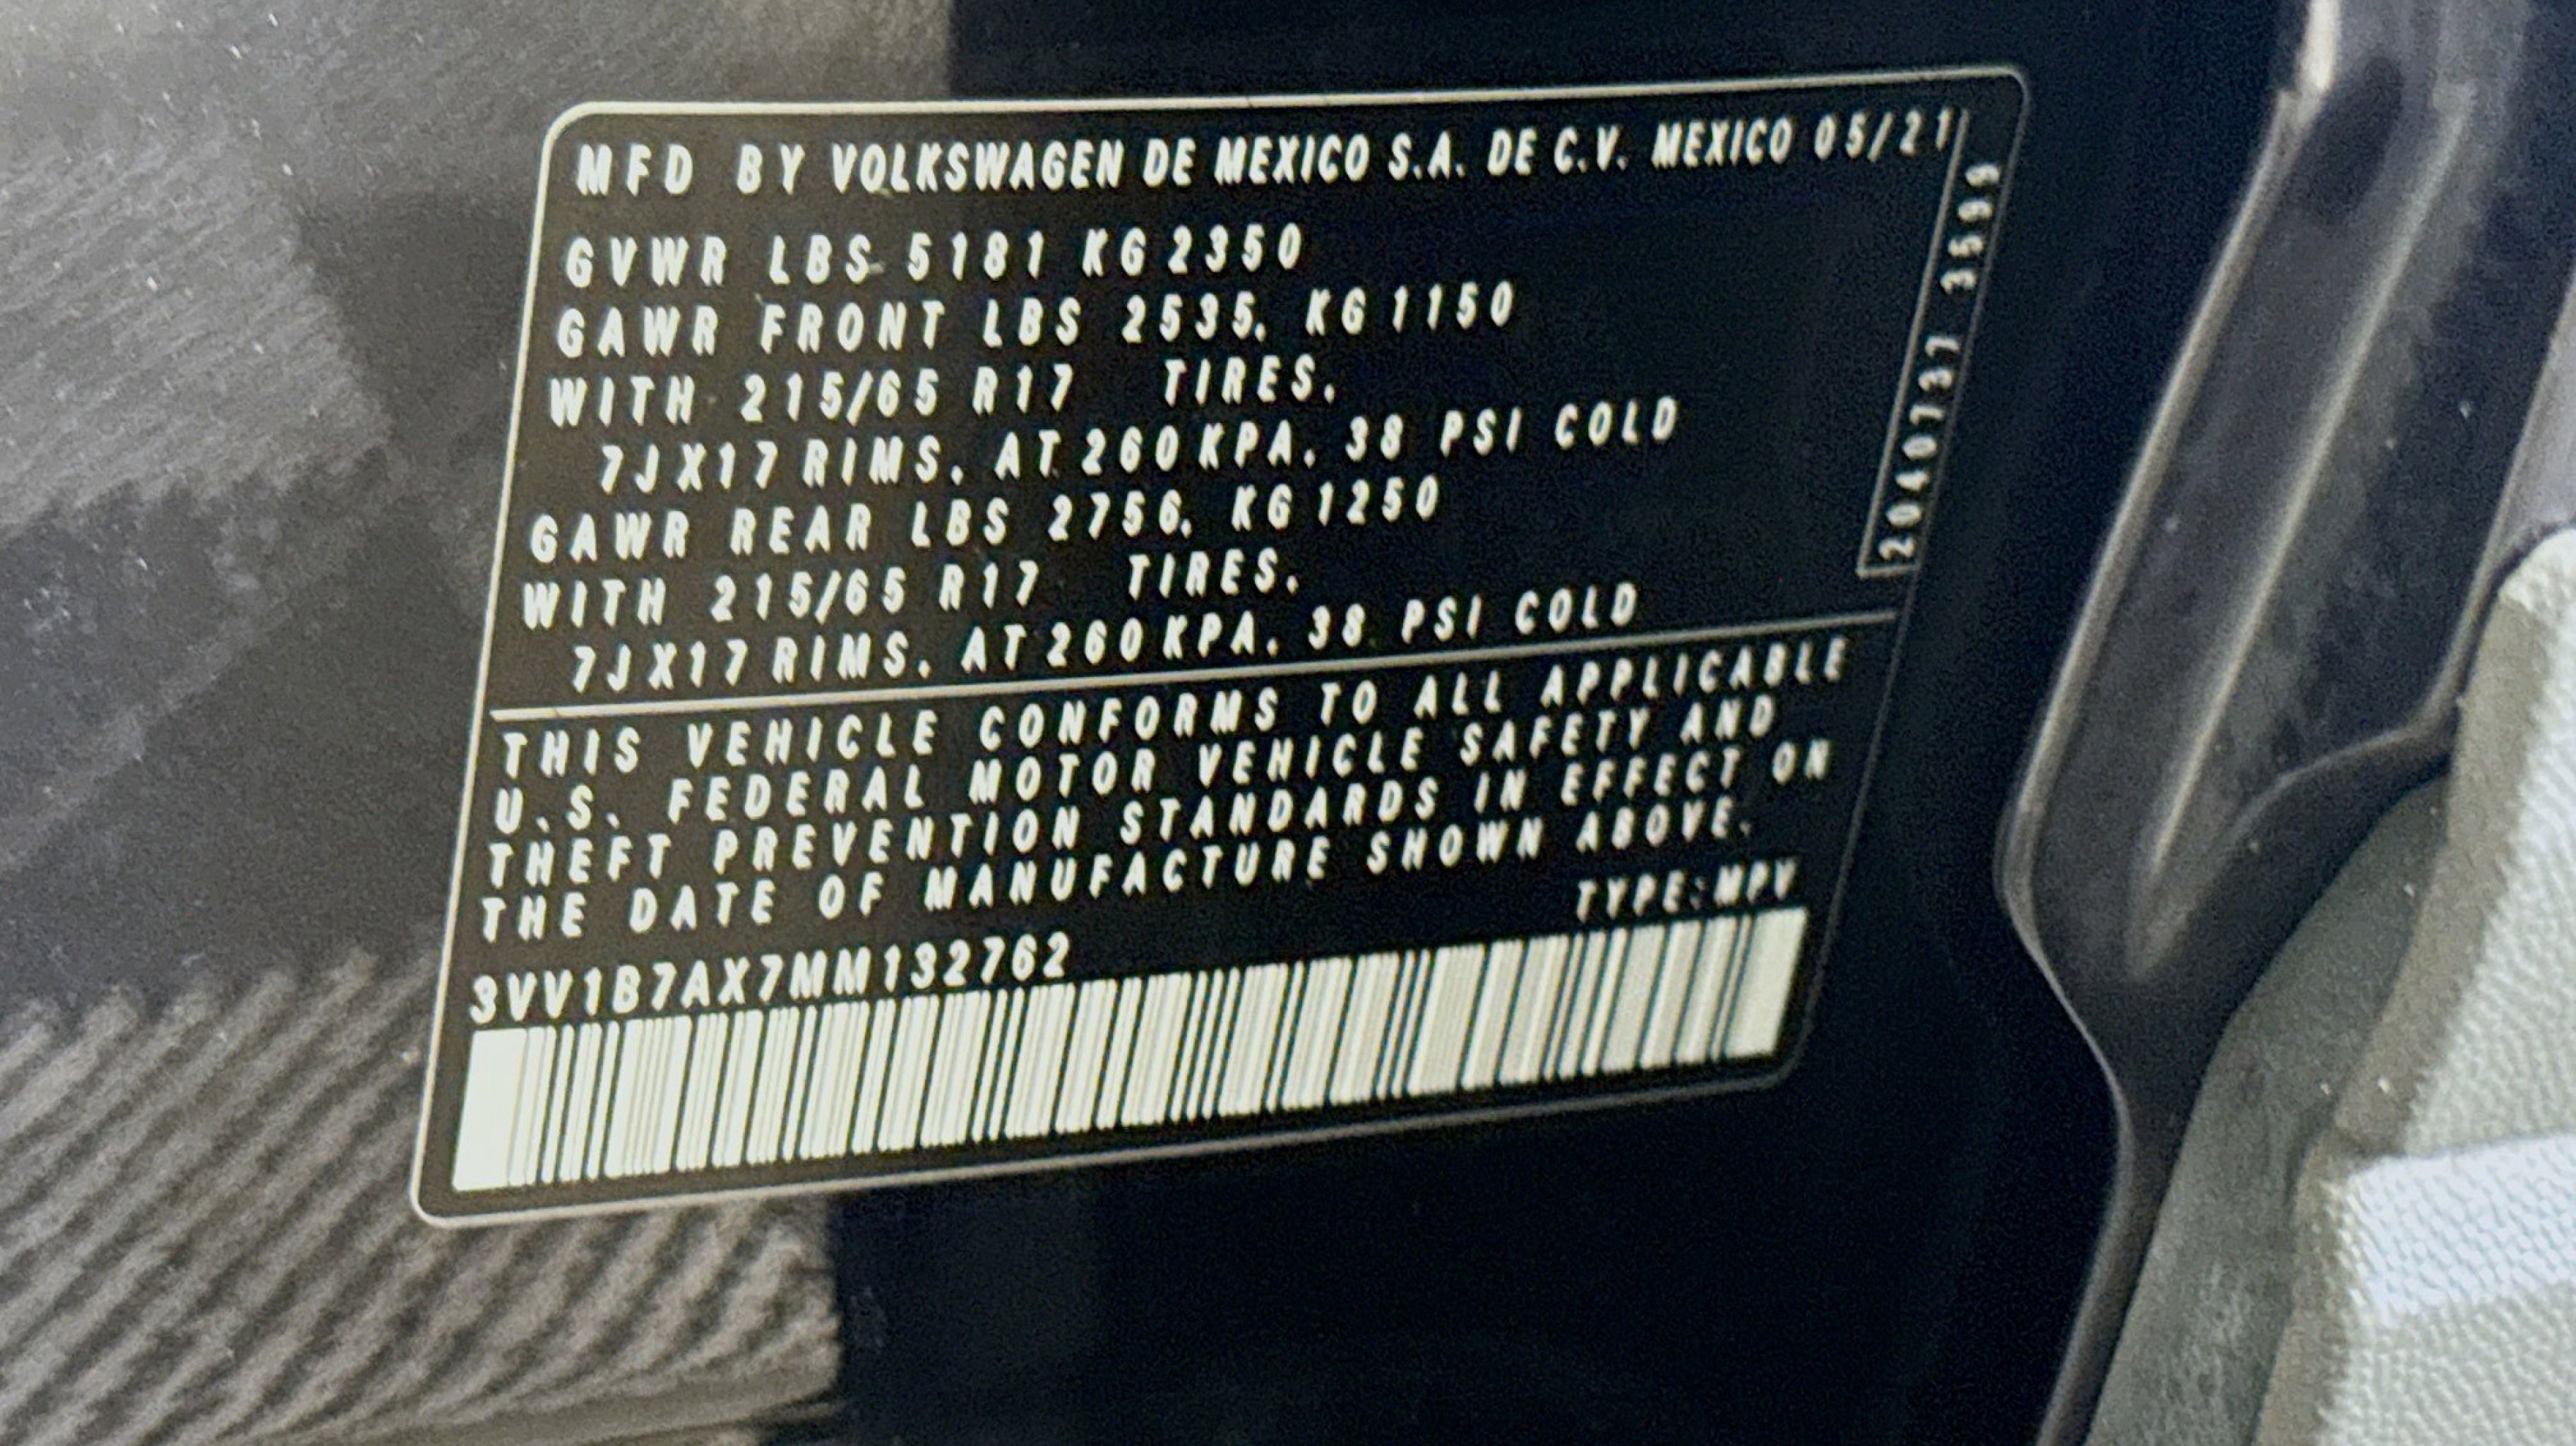 MFD BY VOLKSWAGEN DE MEXICO S.A. DE C.V. MEXICO 05/21
GVWR LBS 5181 KG 2350
GAWR FRONT LBS 2535, KG 1150
WITH 215/65 R17 TIRES,
7J X17 RIMS, AT 260 KPA, 38 PSI COLD
GAWR REAR LBS 2756, KG 1250
WITH 215/65 R17 TIRES,
7J X17 RIMS, AT 260 KPA, 38 PSI COLD
2040737 3599
THIS VEHICLE CONFORMS TO ALL APPLICABLE
U.S. FEDERAL MOTOR VEHICLE SAFETY AND
THEFT PREVENTION STANDARDS IN EFFECT ON
THE DATE OF MANUFACTURE SHOWN ABOVE.
TYPE:MPV
3VV1B7AX7MM132762